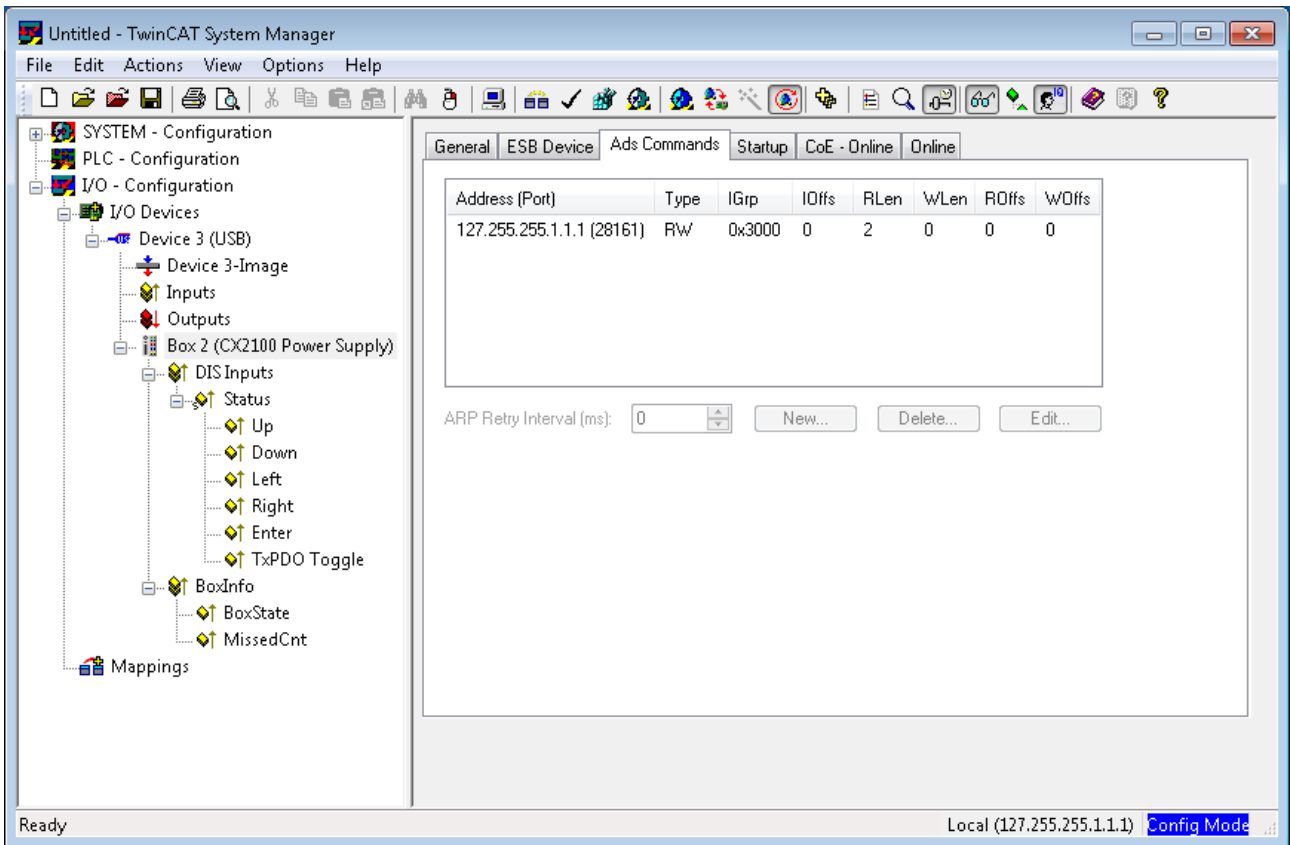 Untitled - TwinCAT System Manager
File Edit Actions View Options Help
SYSTEM - Configuration
PLC - Configuration
I/O - Configuration
I/O Devices
Device 3 (USB)
Device 3-Image
Inputs
Outputs
Box 2 (CX2100 Power Supply)
DIS Inputs
Status
Up
Down
Left
Right
Enter
TxPDO Toggle
BoxInfo
BoxState
MissedCnt
Mappings
General ESB Device Ads Commands Startup CoE - Online Online
Address (Port) Type IGrp IOffs RLen WLen ROffs WOffs
127.255.255.1.1.1 (28161) RW 0x3000 0 2 0 0 0
ARP Retry Interval (ms): 0 New... Delete... Edit...
Ready Local (127.255.255.1.1.1) Config Mode